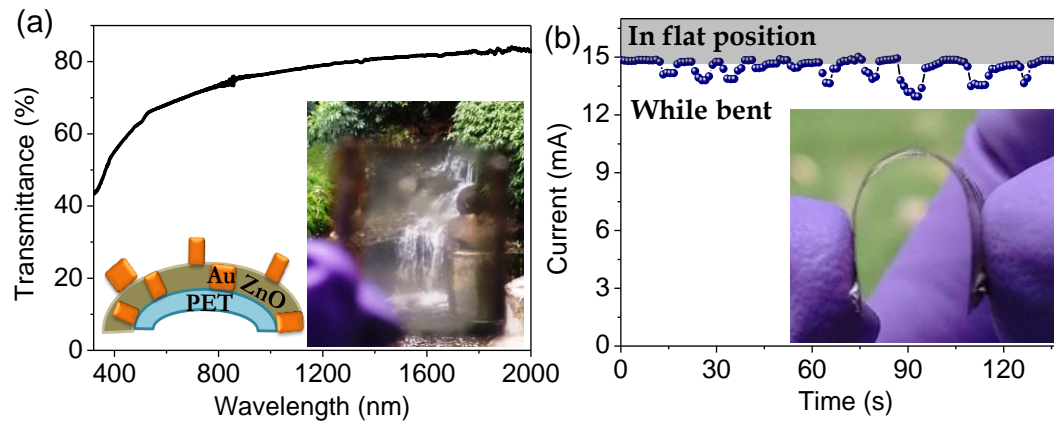 (a)
Transmittance (%)
80
60
40
20
0
Au
ZnO
PET
400
800
1200
1600
2000
Wavelength (nm)
(b)
In flat position
While bent
Current (mA)
15
12
9
6
3
0
0
30
60
90
120
Time (s)